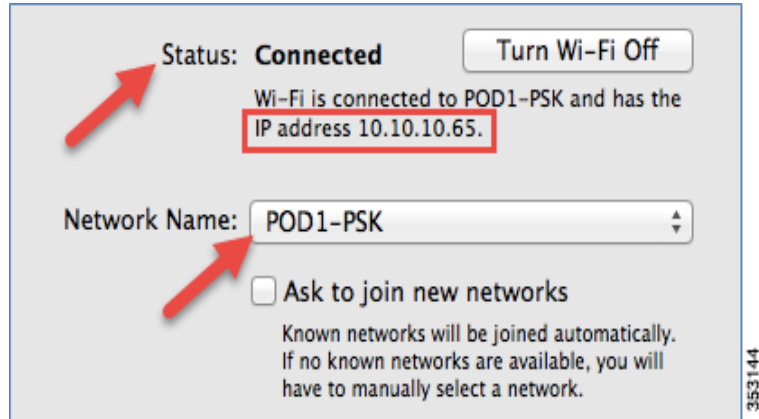 Status: Connected
Turn Wi-Fi Off
Wi-Fi is connected to POD1-PSK and has the
IP address 10.10.10.65.
Network Name: POD1-PSK
Ask to join new networks
Known networks will be joined automatically.
If no known networks are available, you will
have to manually select a network.
353144